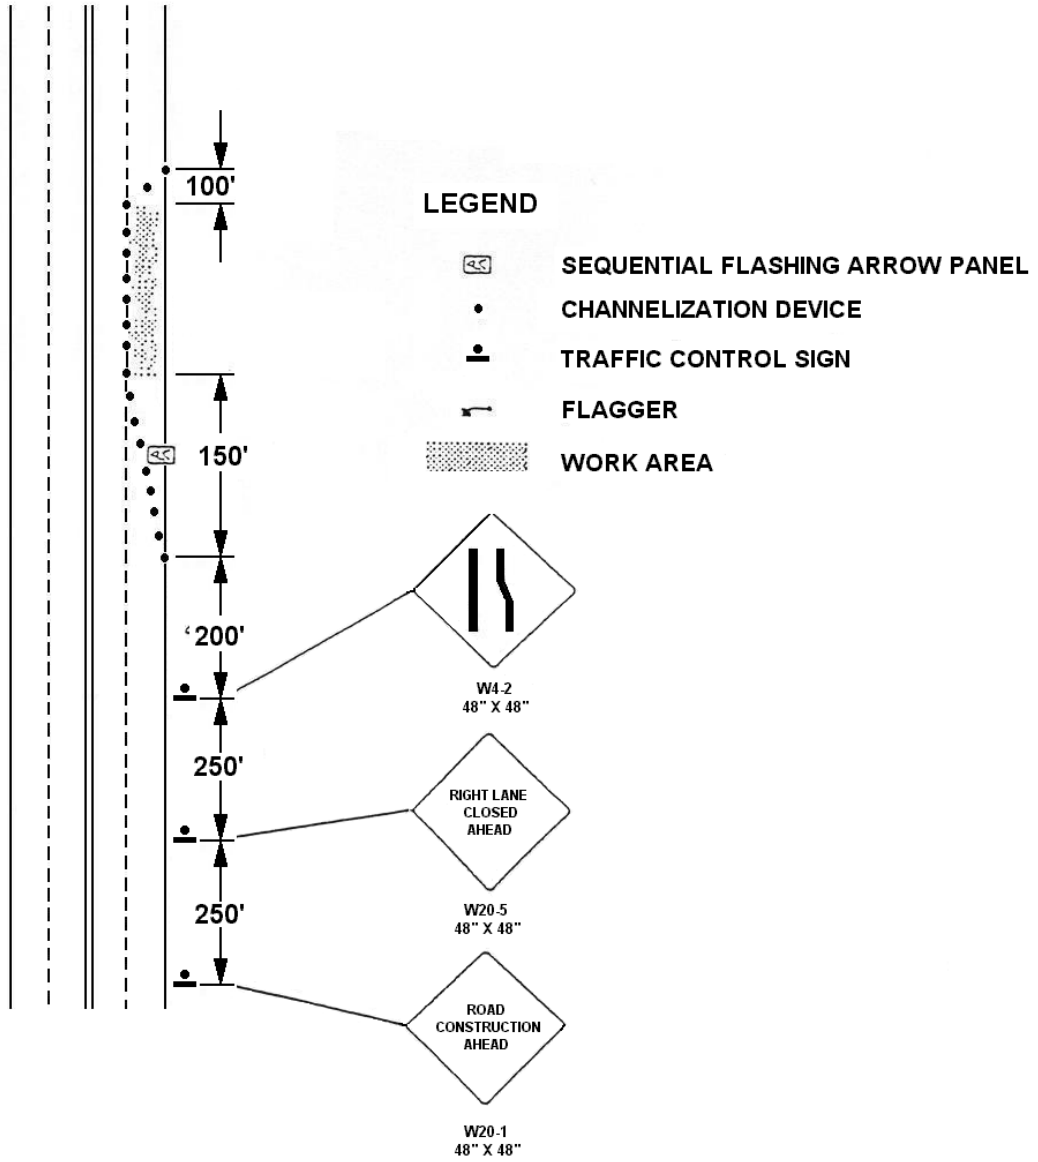 100'
LEGEND
SEQUENTIAL FLASHING ARROW PANEL
CHANNELIZATION DEVICE
TRAFFIC CONTROL SIGN
FLAGGER
WORK AREA
150'
200'
W4-2
48" X 48"
250'
RIGHT LANE
CLOSED
AHEAD
W20-5
48" X 48"
250'
ROAD
CONSTRUCTION
AHEAD
W20-1
48" X 48"